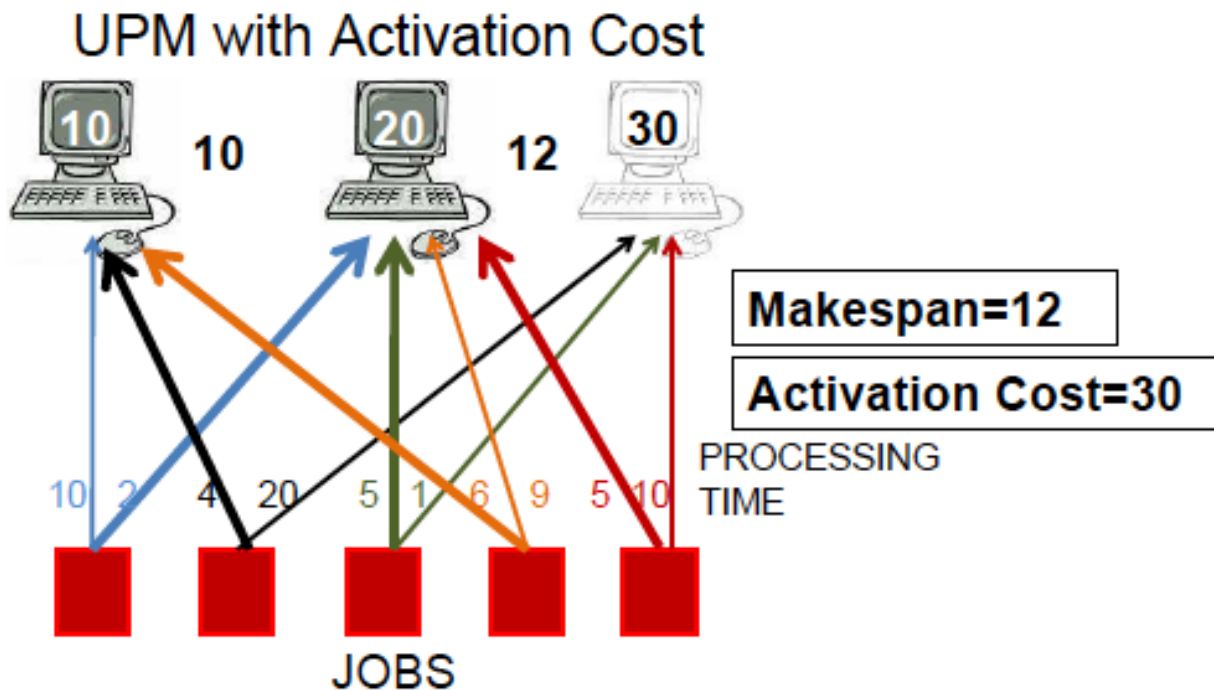 UPM with Activation Cost
10 10 20 12 30
Makespan=12
Activation Cost=30
PROCESSING
TIME
10 2 4 20 5 1 6 9 5 10
JOBS